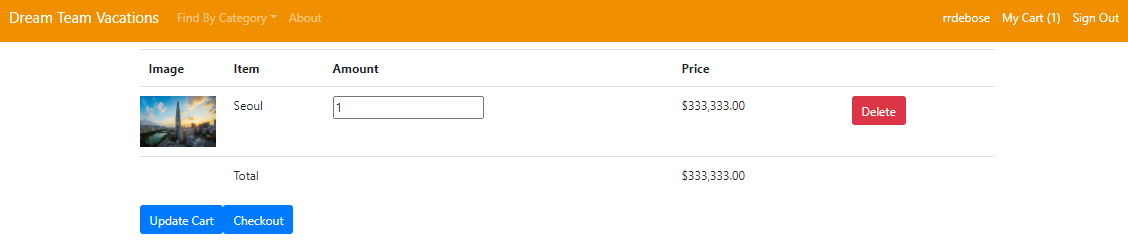 Dream Team Vacations Find By Category About rrdebose My Cart (1) Sign Out
Image Item Amount Price
Seoul 1 $333,333.00 Delete
Total $333,333.00
Update Cart Checkout